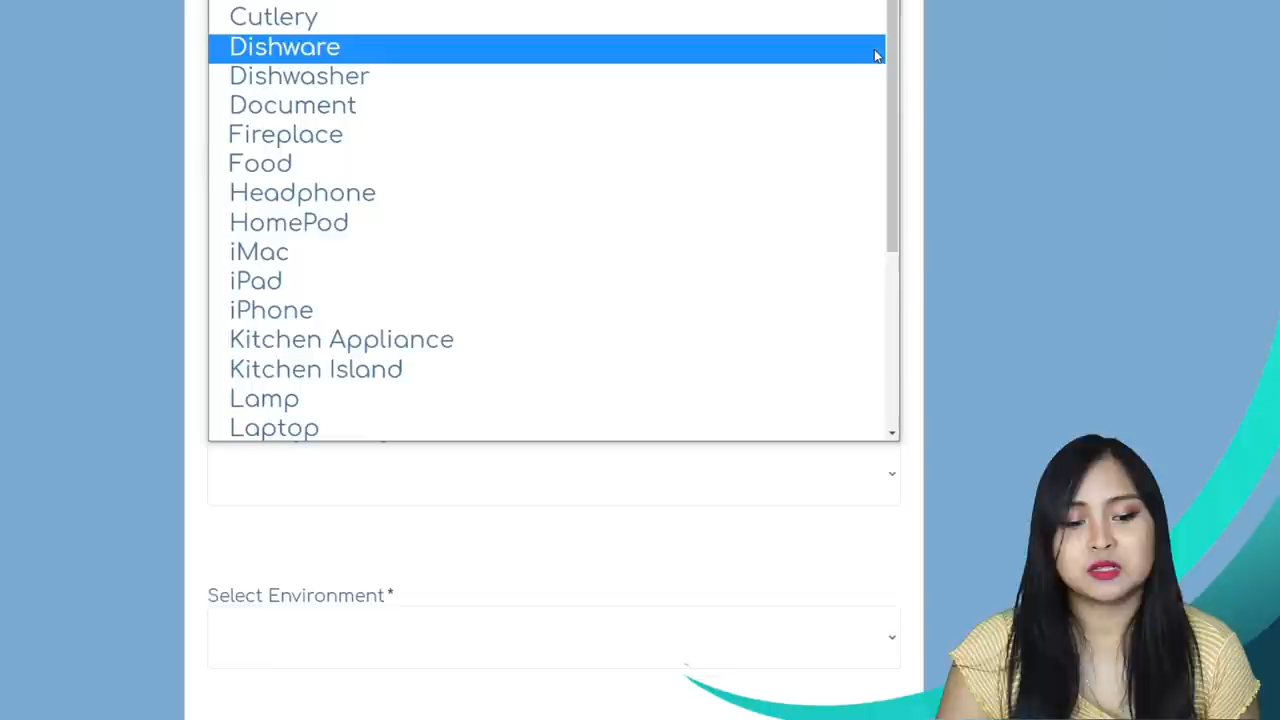 Cutlery
Dishware
Dishwasher
Document
Fireplace
Food
Headphone
HomePod
iMac
iPad
iPhone
Kitchen Appliance
Kitchen Island
Lamp
Laptop
Select Environment*